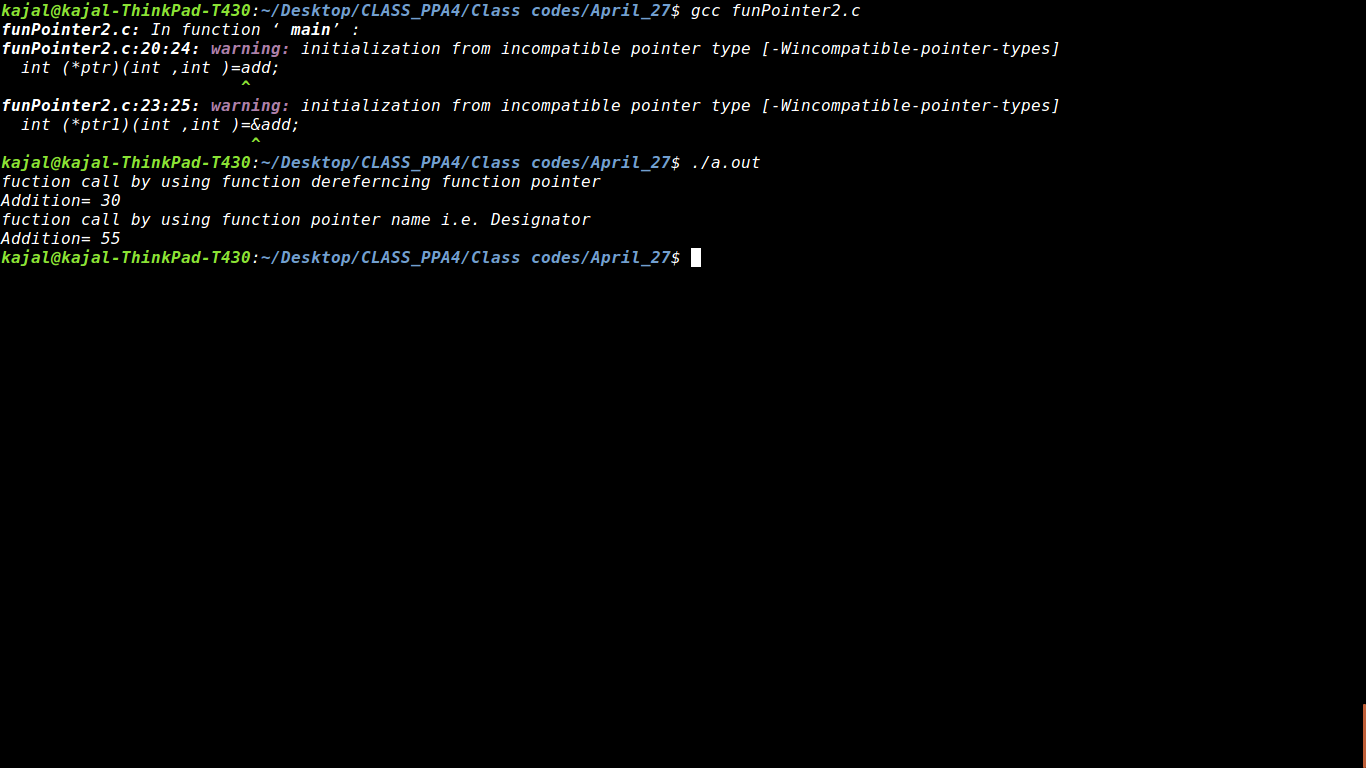 kajal@kajal-ThinkPad-T430:~/Desktop/CLASS_PPA4/Class codes/April_27$ gcc funPointer2.c
funPointer2.c: In function ‘ main’ :
funPointer2.c:20:24: warning: initialization from incompatible pointer type [-Wincompatible-pointer-types]
  int (*ptr)(int ,int )=add;
                        ^
funPointer2.c:23:25: warning: initialization from incompatible pointer type [-Wincompatible-pointer-types]
  int (*ptr1)(int ,int )=&add;
                         ^
kajal@kajal-ThinkPad-T430:~/Desktop/CLASS_PPA4/Class codes/April_27$ ./a.out
fuction call by using function dereferncing function pointer
Addition= 30
fuction call by using function pointer name i.e. Designator
Addition= 55
kajal@kajal-ThinkPad-T430:~/Desktop/CLASS_PPA4/Class codes/April_27$